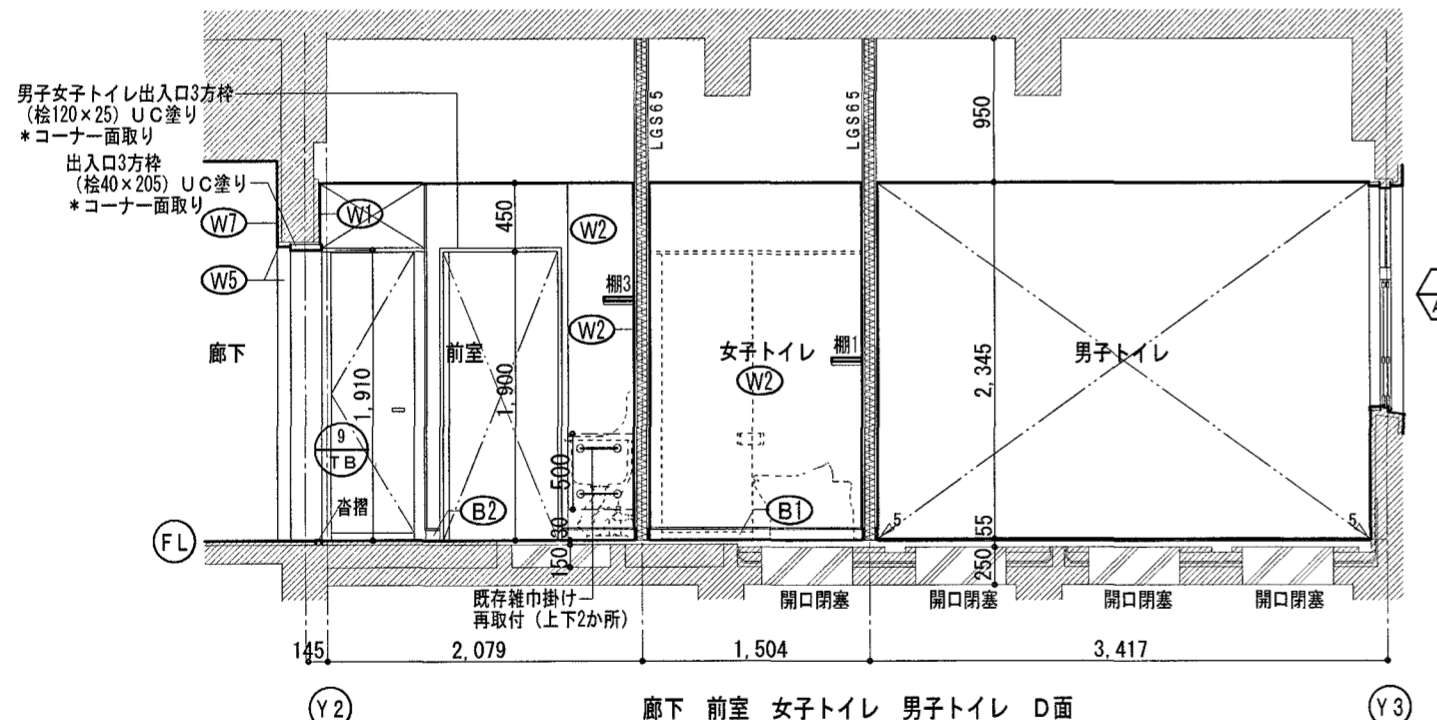 男子女子トイレ出入口3方枠
(桧120×25) UC塗り
*コーナー面取り
出入口3方枠
(桧40×205) UC塗り
*コーナー面取り
LGS65
LGS65
950
W7
W1
450
W2
W5
棚3
W2
廊下
前室
女子トイレ
棚1
男子トイレ
W2
2,345
1,910
1,900
9
TB
500
沓摺
B2
B1
5
5
FL
30
55
150
250
既存雑巾掛け
再取付 (上下2か所)
開口閉塞
開口閉塞
開口閉塞
開口閉塞
145
2,079
1,504
3,417
Y2
廊下 前室 女子トイレ 男子トイレ D面
Y3